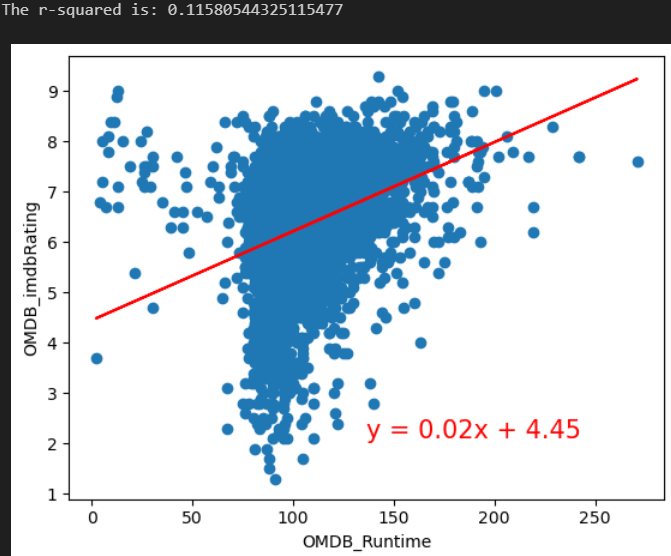 The r-squared is: 0.11580544325115477
9
8
7
6
5
4
3
2
1
OMDB_imdbRating
y = 0.02x + 4.45
0 50 100 150 200 250
OMDB_Runtime